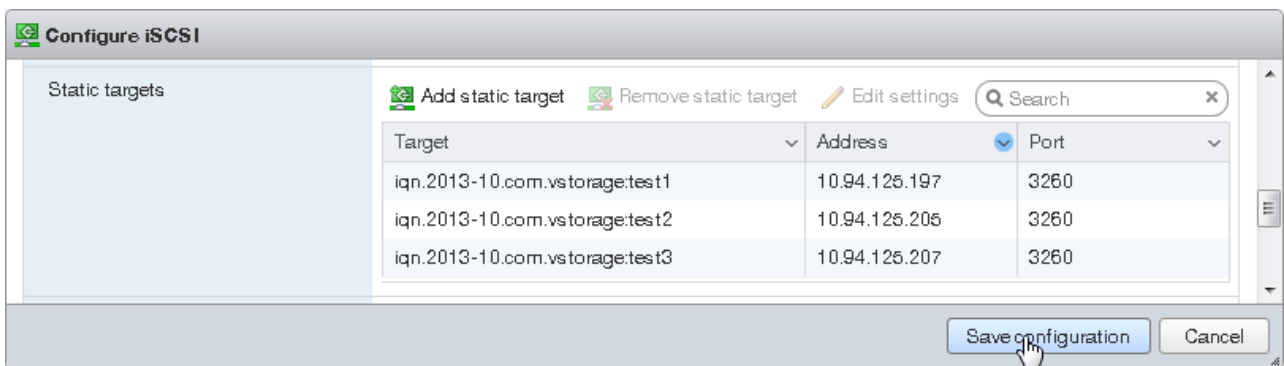 Configure iSCSI
Static targets
Add static target Remove static target Edit settings Search
Target Address Port
iqn.2013-10.com.vstorage:test1 10.94.125.197 3260
iqn.2013-10.com.vstorage:test2 10.94.125.205 3260
iqn.2013-10.com.vstorage:test3 10.94.125.207 3260
Save configuration Cancel